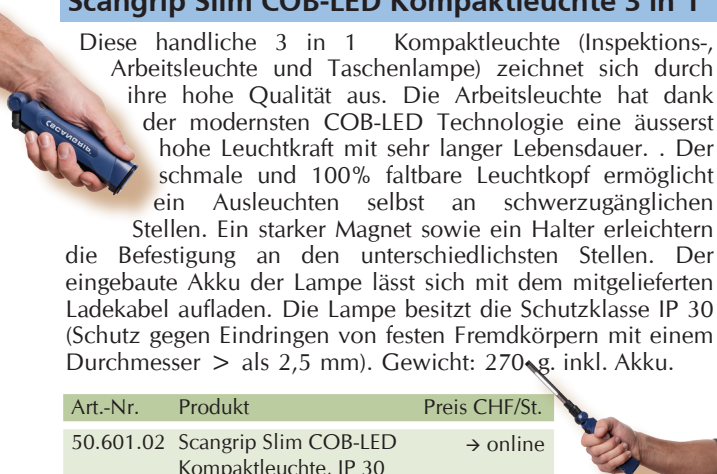 Scangrip Slim COB-LED Kompaktleuchte 3 in 1
Diese handliche 3 in 1 Kompaktleuchte (Inspektions-,
Arbeitsleuchte und Taschenlampe) zeichnet sich durch
ihre hohe Qualität aus. Die Arbeitsleuchte hat dank
der modernsten COB-LED Technologie eine äusserst
hohe Leuchtkraft mit sehr langer Lebensdauer. . Der
schmale und 100% faltbare Leuchtkopf ermöglicht
ein Ausleuchten selbst an schwerzugänglichen
Stellen. Ein starker Magnet sowie ein Halter erleichtern
die Befestigung an den unterschiedlichsten Stellen. Der
eingebaute Akku der Lampe lässt sich mit dem mitgelieferten
Ladekabel aufladen. Die Lampe besitzt die Schutzklasse IP 30
(Schutz gegen Eindringen von festen Fremdkörpern mit einem
Durchmesser > als 2,5 mm). Gewicht: 270 g. inkl. Akku.
SCANGRIP
Art.-Nr. Produkt Preis CHF/St.
50.601.02 Scangrip Slim COB-LED → online
Kompaktleuchte, IP 30